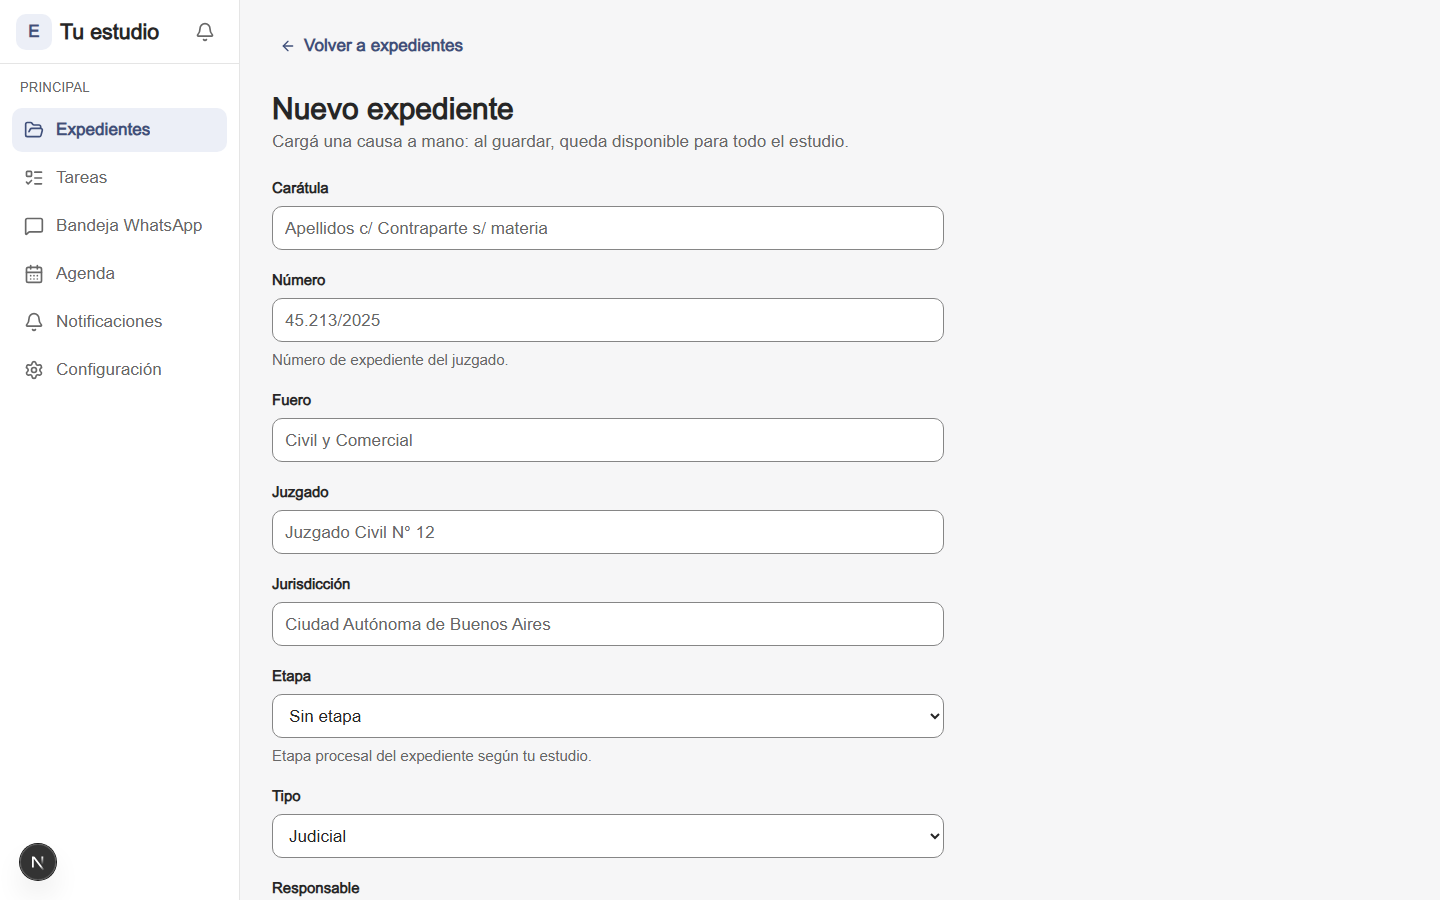 E Tu estudio
PRINCIPAL
Expedientes
Tareas
Bandeja WhatsApp
Agenda
Notificaciones
Configuración
N
Volver a expedientes
Nuevo expediente
Cargá una causa a mano: al guardar, queda disponible para todo el estudio.
Carátula
Apellidos c/ Contraparte s/ materia
Número
45.213/2025
Número de expediente del juzgado.
Fuero
Civil y Comercial
Juzgado
Juzgado Civil N° 12
Jurisdicción
Ciudad Autónoma de Buenos Aires
Etapa
Sin etapa
Etapa procesal del expediente según tu estudio.
Tipo
Judicial
Responsable